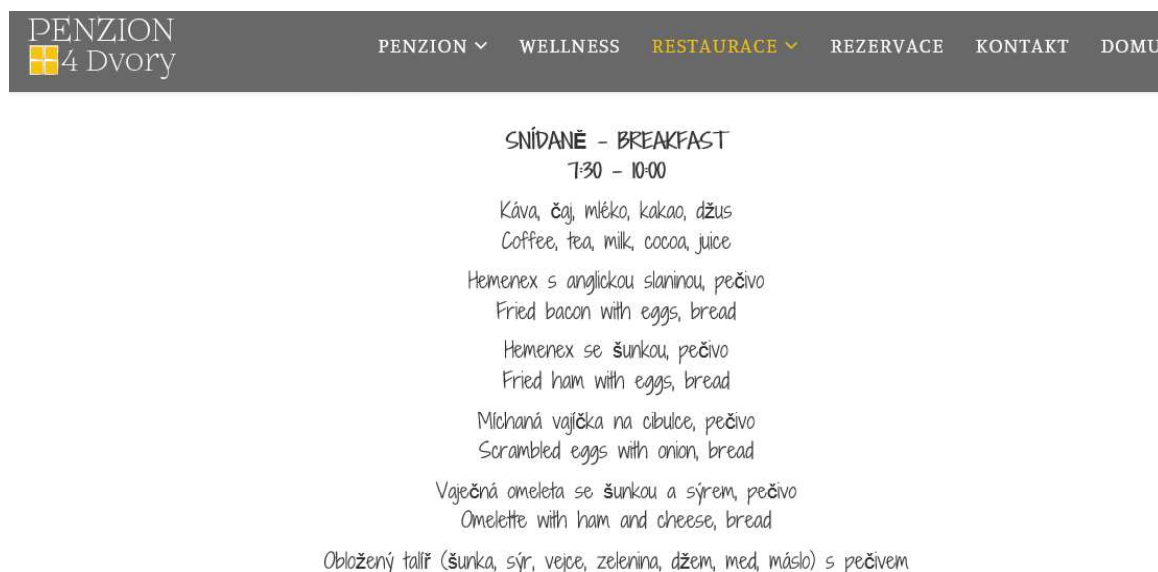 PENZION
4 Dvory
PENZION WELLNESS RESTAURACE REZERVACE KONTAKT DOMU
SNÍDANĚ - BREAKFAST
7:30 - 10:00
Káva, čaj, mléko, kakao, džus
Coffee, tea, milk, cocoa, juice
Hemenex s anglickou slaninou, pečivo
Fried bacon with eggs, bread
Hemenex se šunkou, pečivo
Fried ham with eggs, bread
Míchaná vajíčka na cibulce, pečivo
Scrambled eggs with onion, bread
Vaječná omeleta se šunkou a sýrem, pečivo
Omelette with ham and cheese, bread
Obložený talíř (šunka, sýr, vejce, zelenina, džem, med, máslo) s pečivem